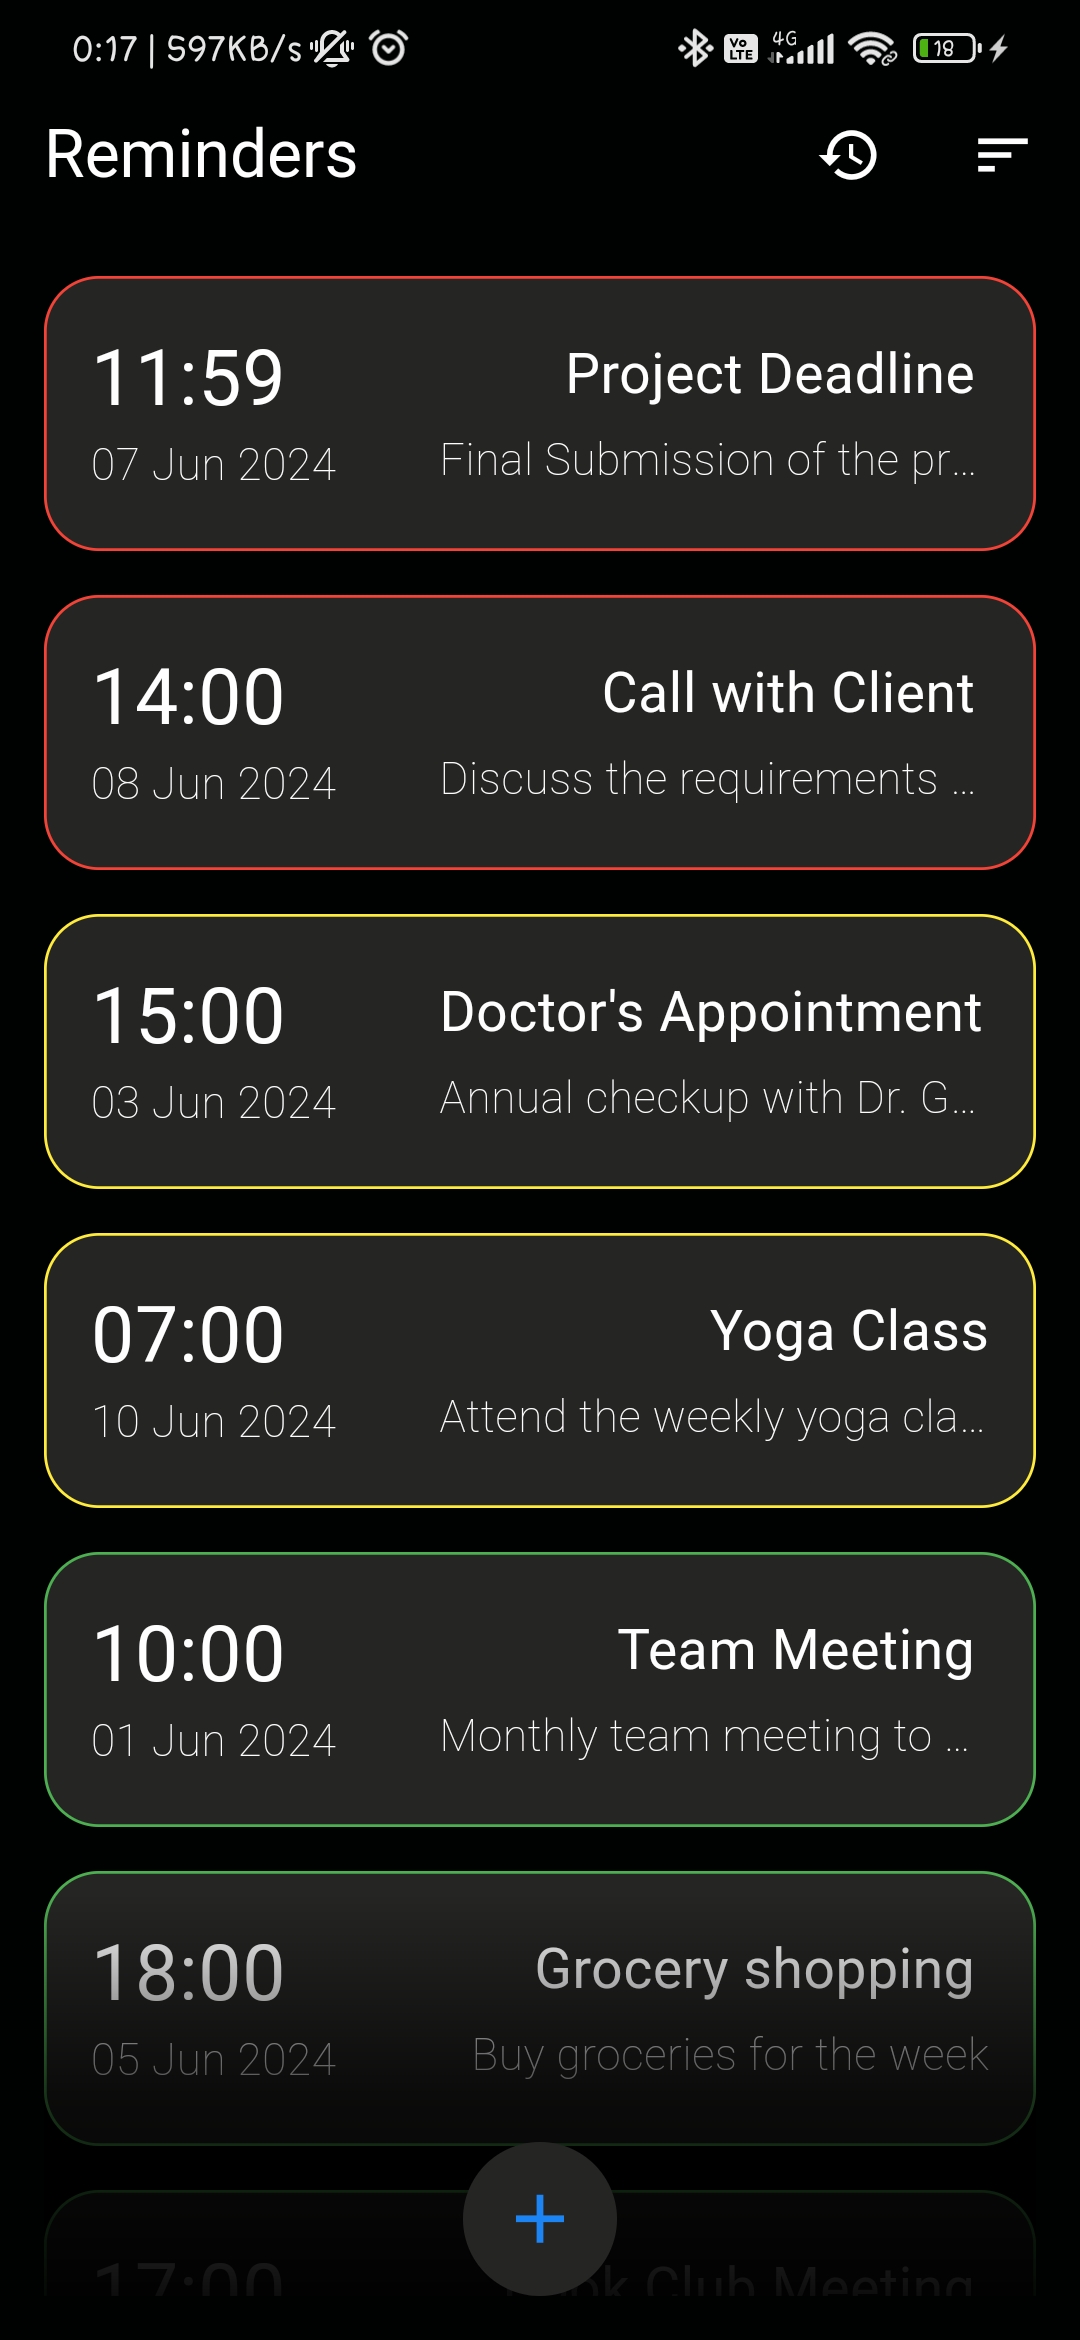 0:17 | 597KB/s
Vo LTE
4G
18
Reminders
11:59
Project Deadline
07 Jun 2024
Final Submission of the pr...
14:00
Call with Client
08 Jun 2024
Discuss the requirements ...
15:00
Doctor's Appointment
03 Jun 2024
Annual checkup with Dr. G...
07:00
Yoga Class
10 Jun 2024
Attend the weekly yoga cla...
10:00
Team Meeting
01 Jun 2024
Monthly team meeting to ...
18:00
Grocery shopping
05 Jun 2024
Buy groceries for the week
17:00
Club Meeting